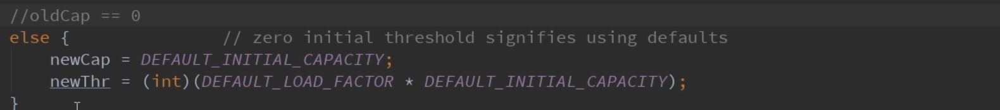 //oldCap == 0
else {               // zero initial threshold signifies using defaults
    newCap = DEFAULT_INITIAL_CAPACITY;
    newThr = (int)(DEFAULT_LOAD_FACTOR * DEFAULT_INITIAL_CAPACITY);
}